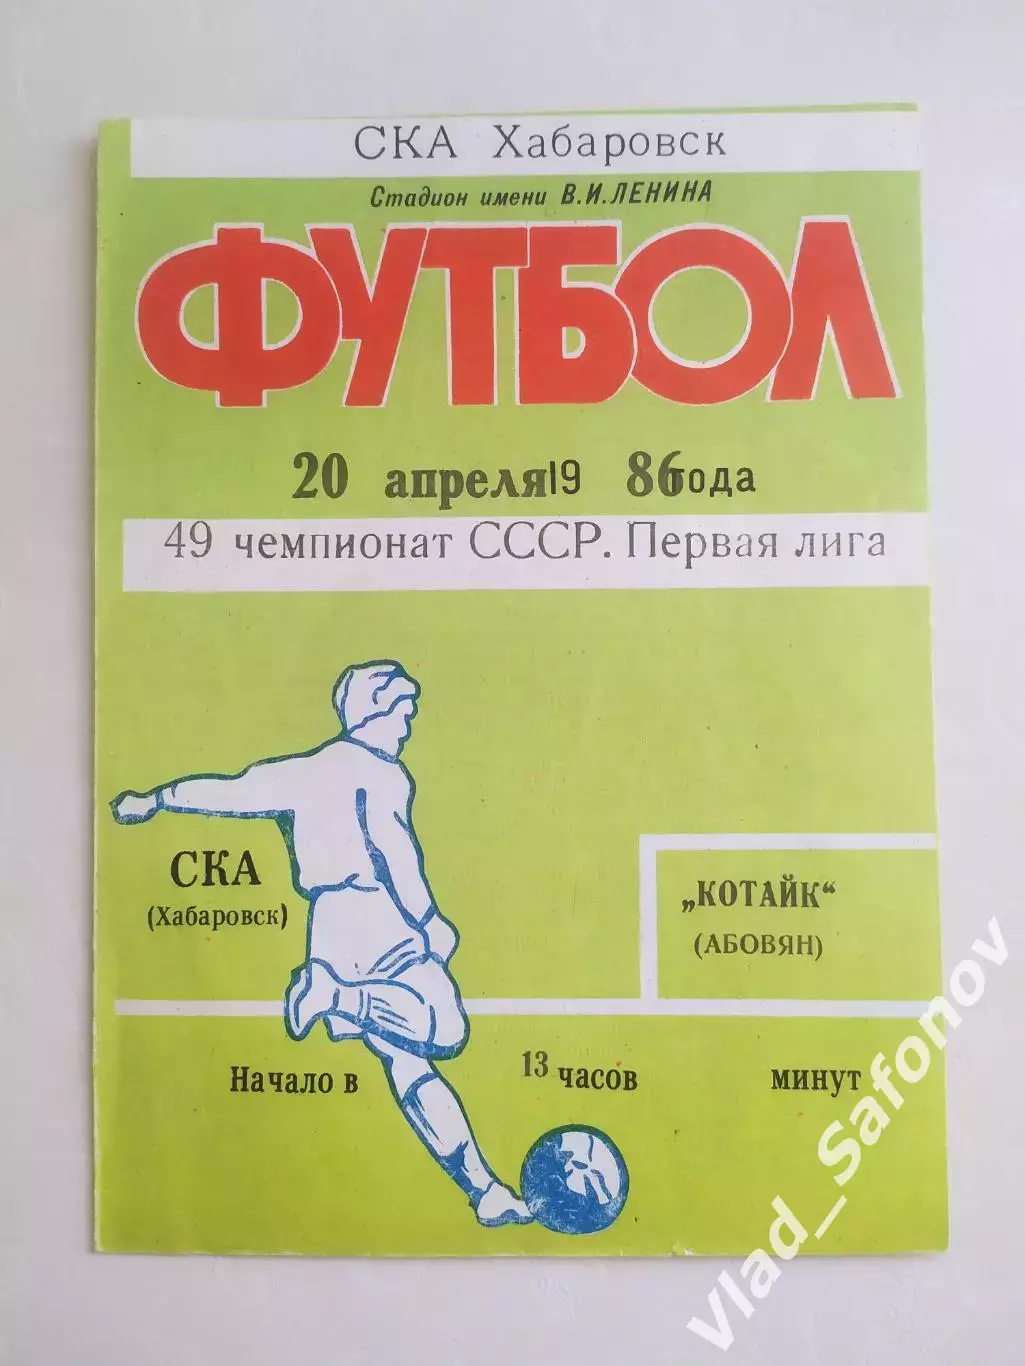 СКА Хабаровск
Стадион имени В.И.ЛЕНИНА
ФУТБОЛ
20 апреля 19 86 года
49 чемпионат СССР. Первая лига
СКА
(Хабаровск)
„КОТАЙК“
(АБОВЯН)
Начало в 13 часов минут
Vlad_Safonov